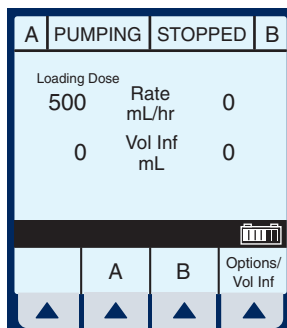 A PUMPING STOPPED B
Loading Dose
500 Rate mL/hr 0
0 Vol Inf mL 0
A B Options/ Vol Inf